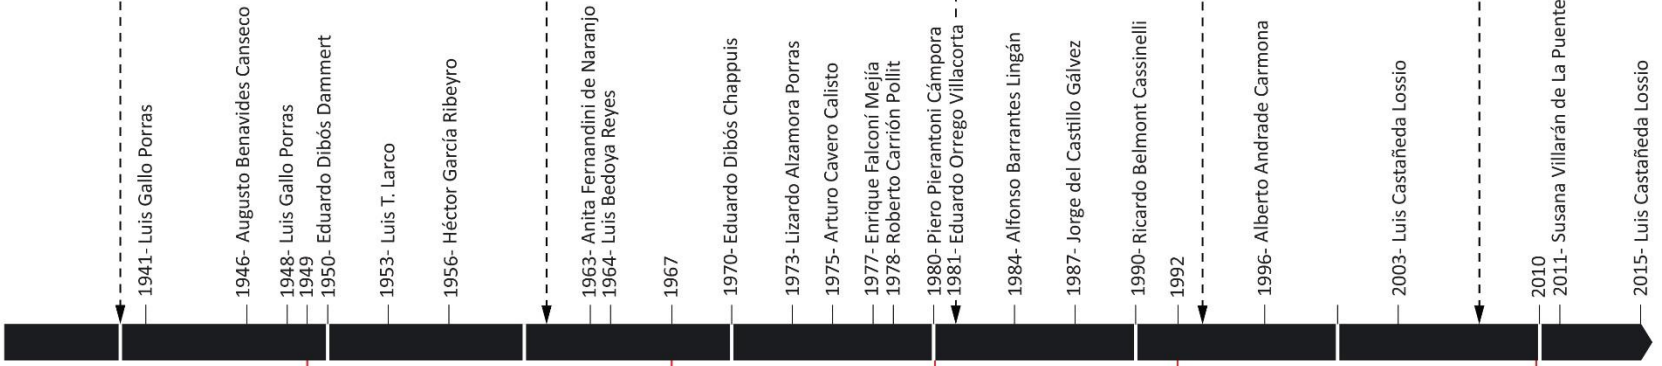 1941- Luis Gallo Porras
1946- Augusto Benavides Canseco
1948- Luis Gallo Porras
1949
1950- Eduardo Dibós Dammert
1953- Luis T. Larco
1956- Héctor García Ribeyro
1963- Anita Fernandini de Naranjo
1964- Luis Bedoya Reyes
1967
1970- Eduardo Dibós Chappuis
1973- Lizardo Alzamora Porras
1975- Arturo Cavero Calisto
1977- Enrique Falconí Mejía
1978- Roberto Carrión Pollit
1980- Piero Pierantoni Cámpora
1981- Eduardo Orrego Villacorta
1984- Alfonso Barrantes Lingán
1987- Jorge del Castillo Gálvez
1990- Ricardo Belmont Cassinelli
1992
1996- Alberto Andrade Carmona
2003- Luis Castañeda Lossio
2010
2011- Susana Villarán de La Puente
2015- Luis Castañeda Lossio